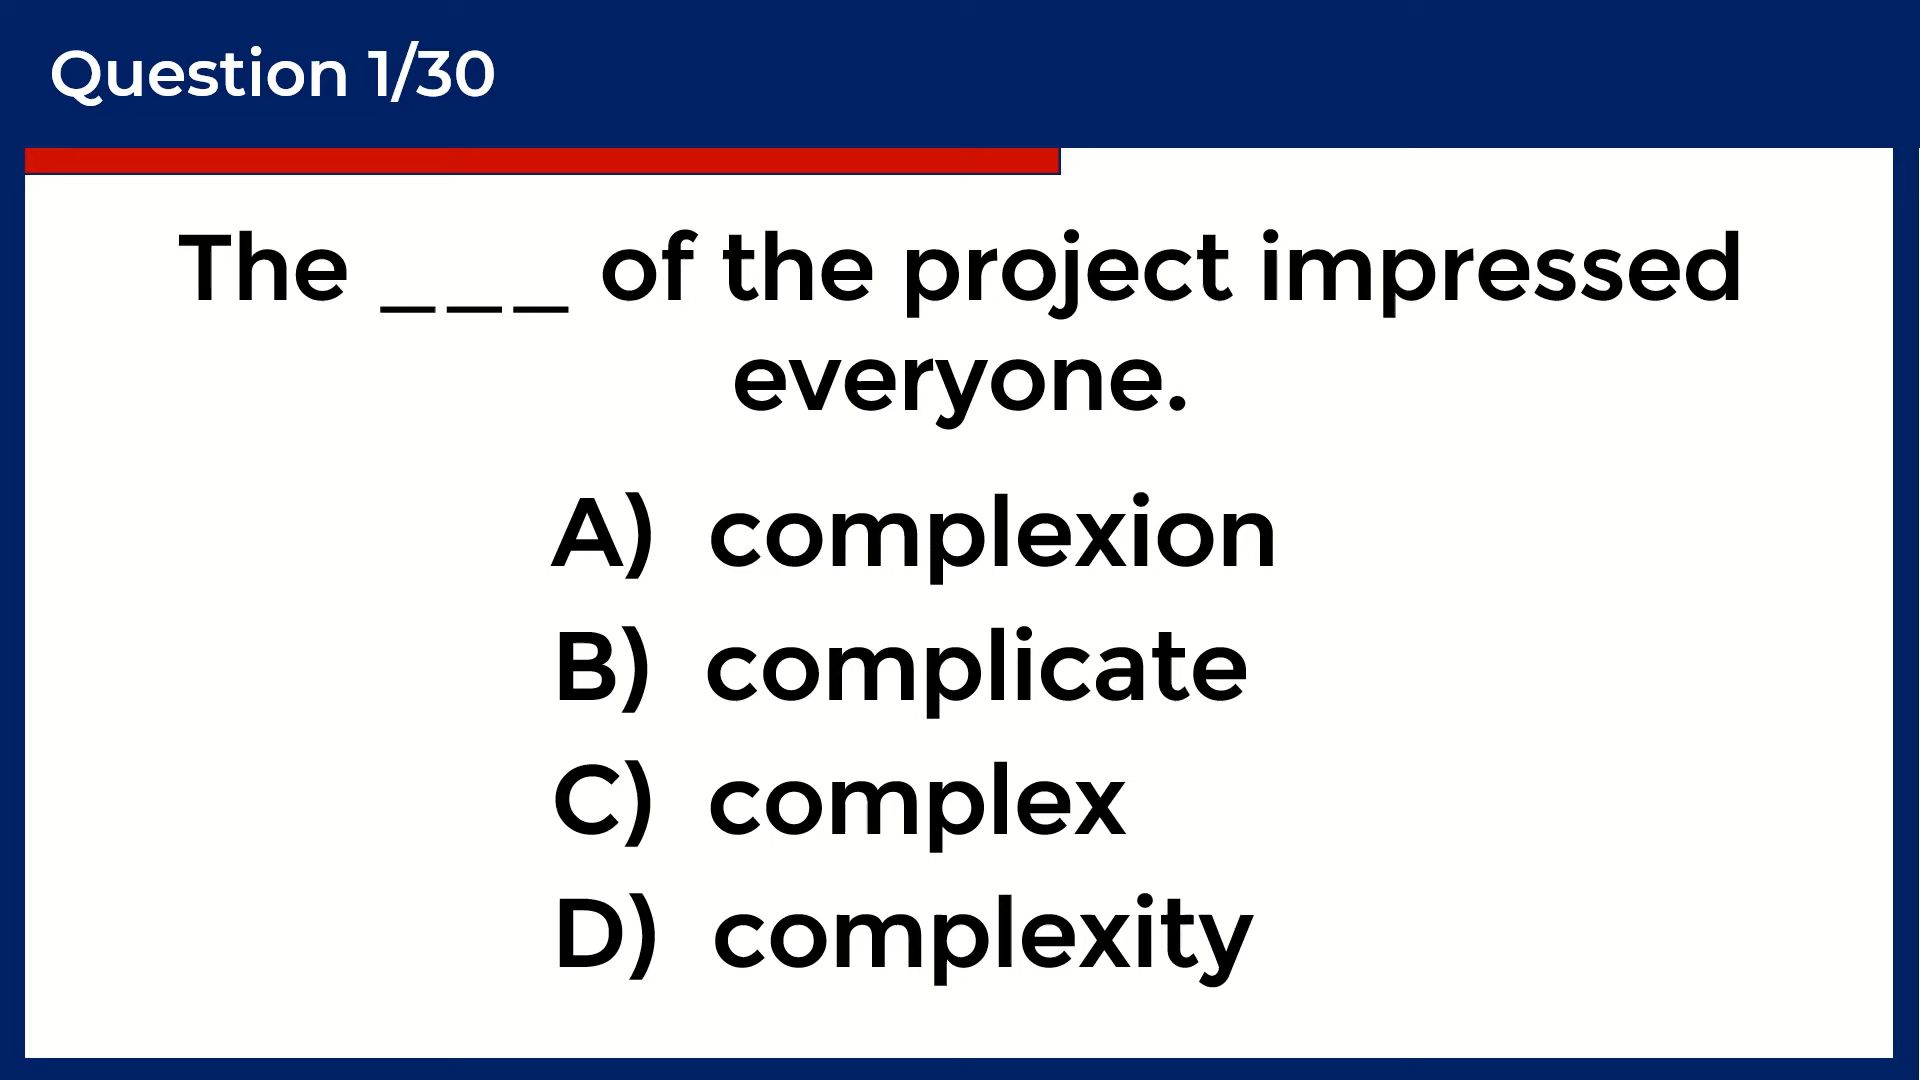 Question 1/30
The ___ of the project impressed
everyone.
A) complexion
B) complicate
C) complex
D) complexity